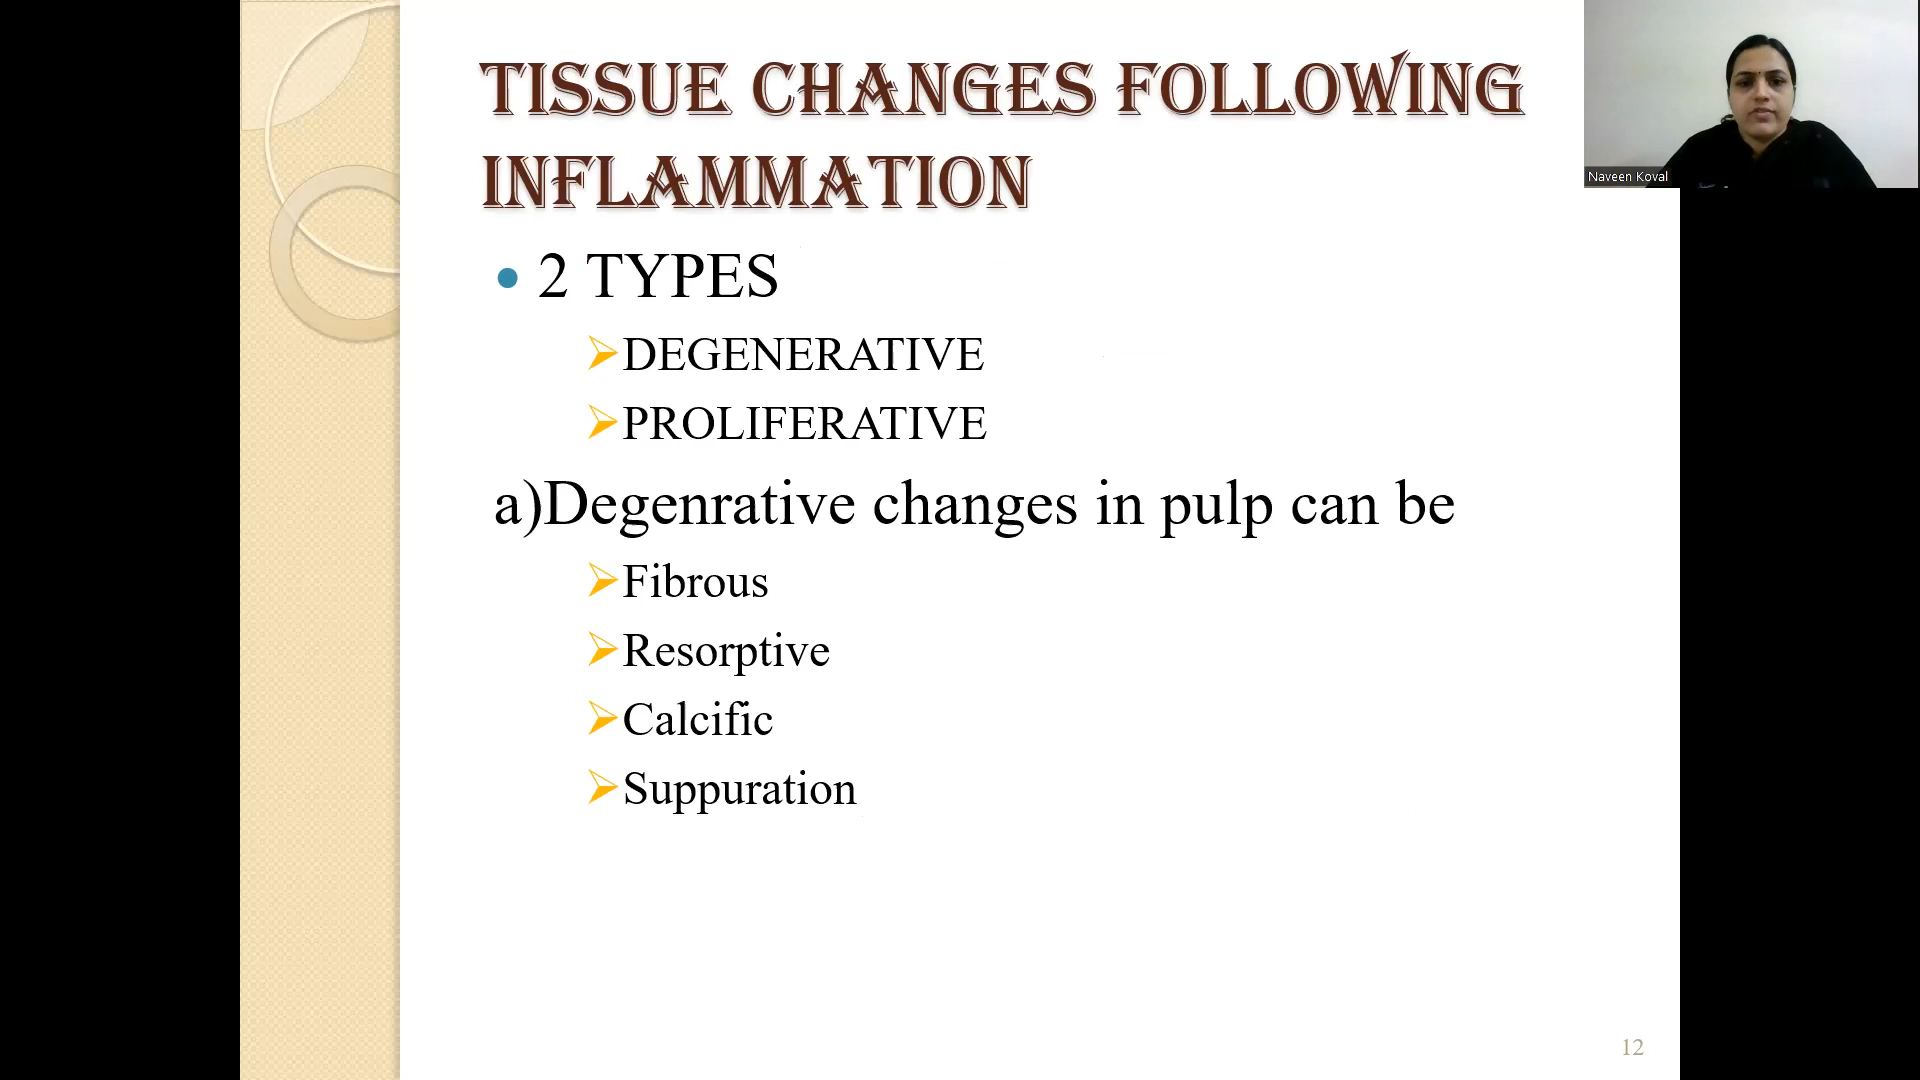 TISSUE CHANGES FOLLOWING
INFLAMMATION
Naveen Koval
• 2 TYPES
➢DEGENERATIVE
➢PROLIFERATIVE
a)Degenrative changes in pulp can be
➢Fibrous
➢Resorptive
➢Calcific
➢Suppuration
12